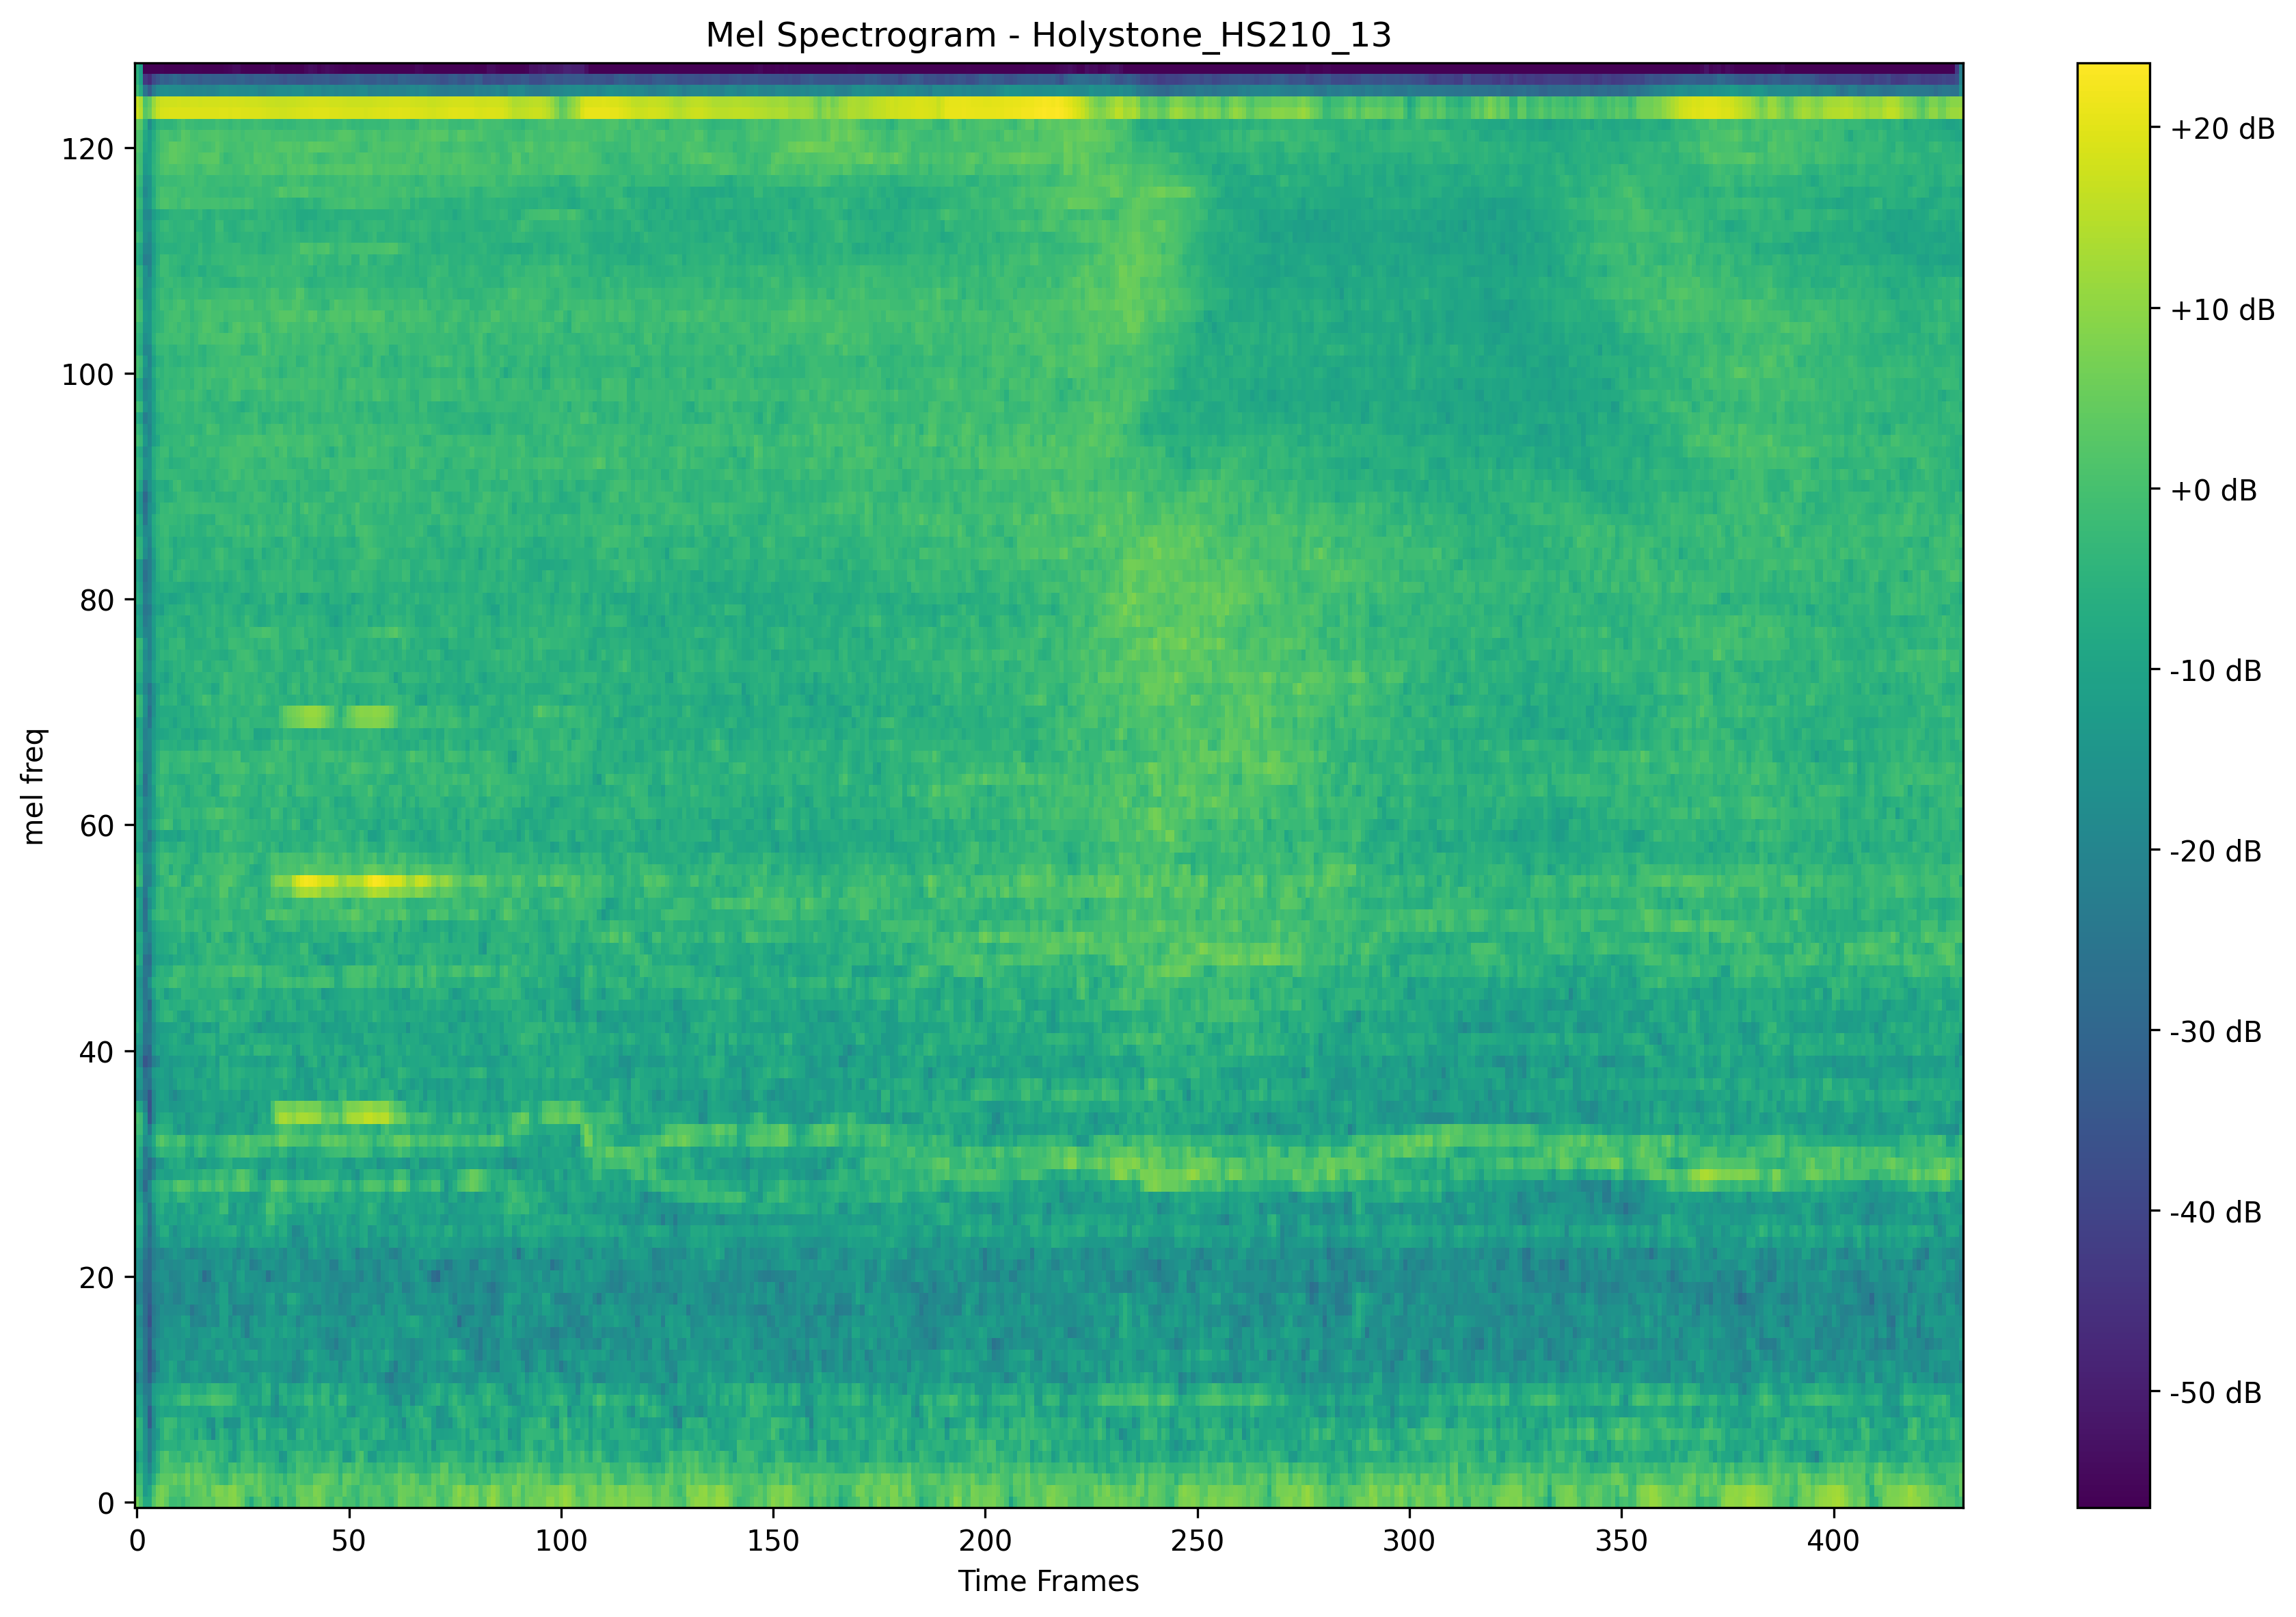 Mel Spectrogram - Holystone_HS210_13
mel freq
120
100
80
60
40
20
0
0 50 100 150 200 250 300 350 400
Time Frames
+20 dB
+10 dB
+0 dB
-10 dB
-20 dB
-30 dB
-40 dB
-50 dB